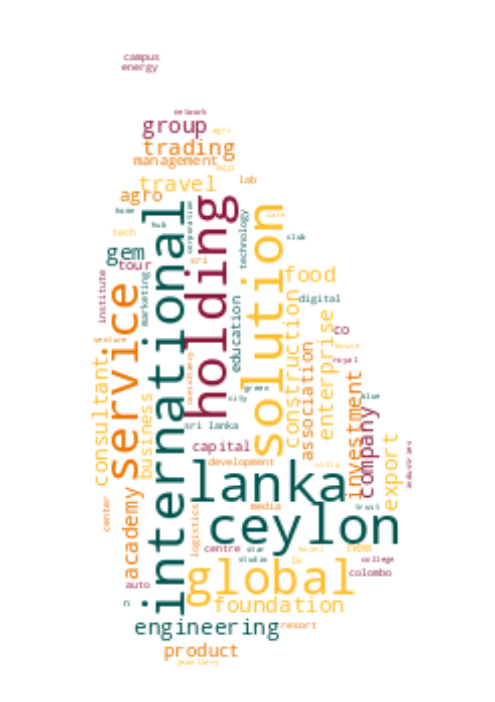 campus
energy
network
group
agri
trading
management
eco
travel
lab
agro
home
hub
corporation
international
holding
solution
care
tech
technology
club
gem
tour
sri
food
institute
marketing
service
digital
education
construction
enterprise
co
venture
house
association
royal
consultant
consultancy
business
green
city
investment
blue
company
sri lanka
capital
export
industries
development
villa
lanka
academy
center
logistics
media
trust
ceylon
centre
star
hotel
studio
lk
college
colombo
auto
global
n
foundation
engineering
resort
product
jewellery